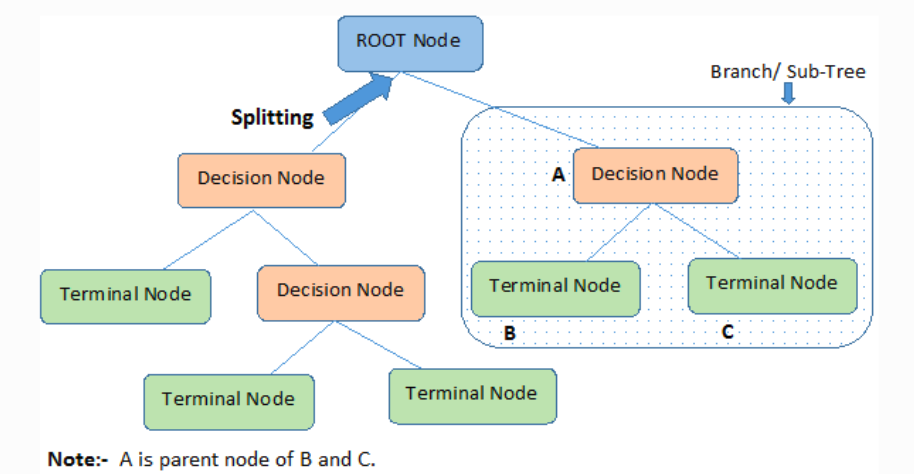 ROOT Node
Branch/ Sub-Tree
Splitting
Decision Node
A
Decision Node
Terminal Node
Decision Node
Terminal Node
Terminal Node
B
C
Terminal Node
Terminal Node
Note:- A is parent node of B and C.